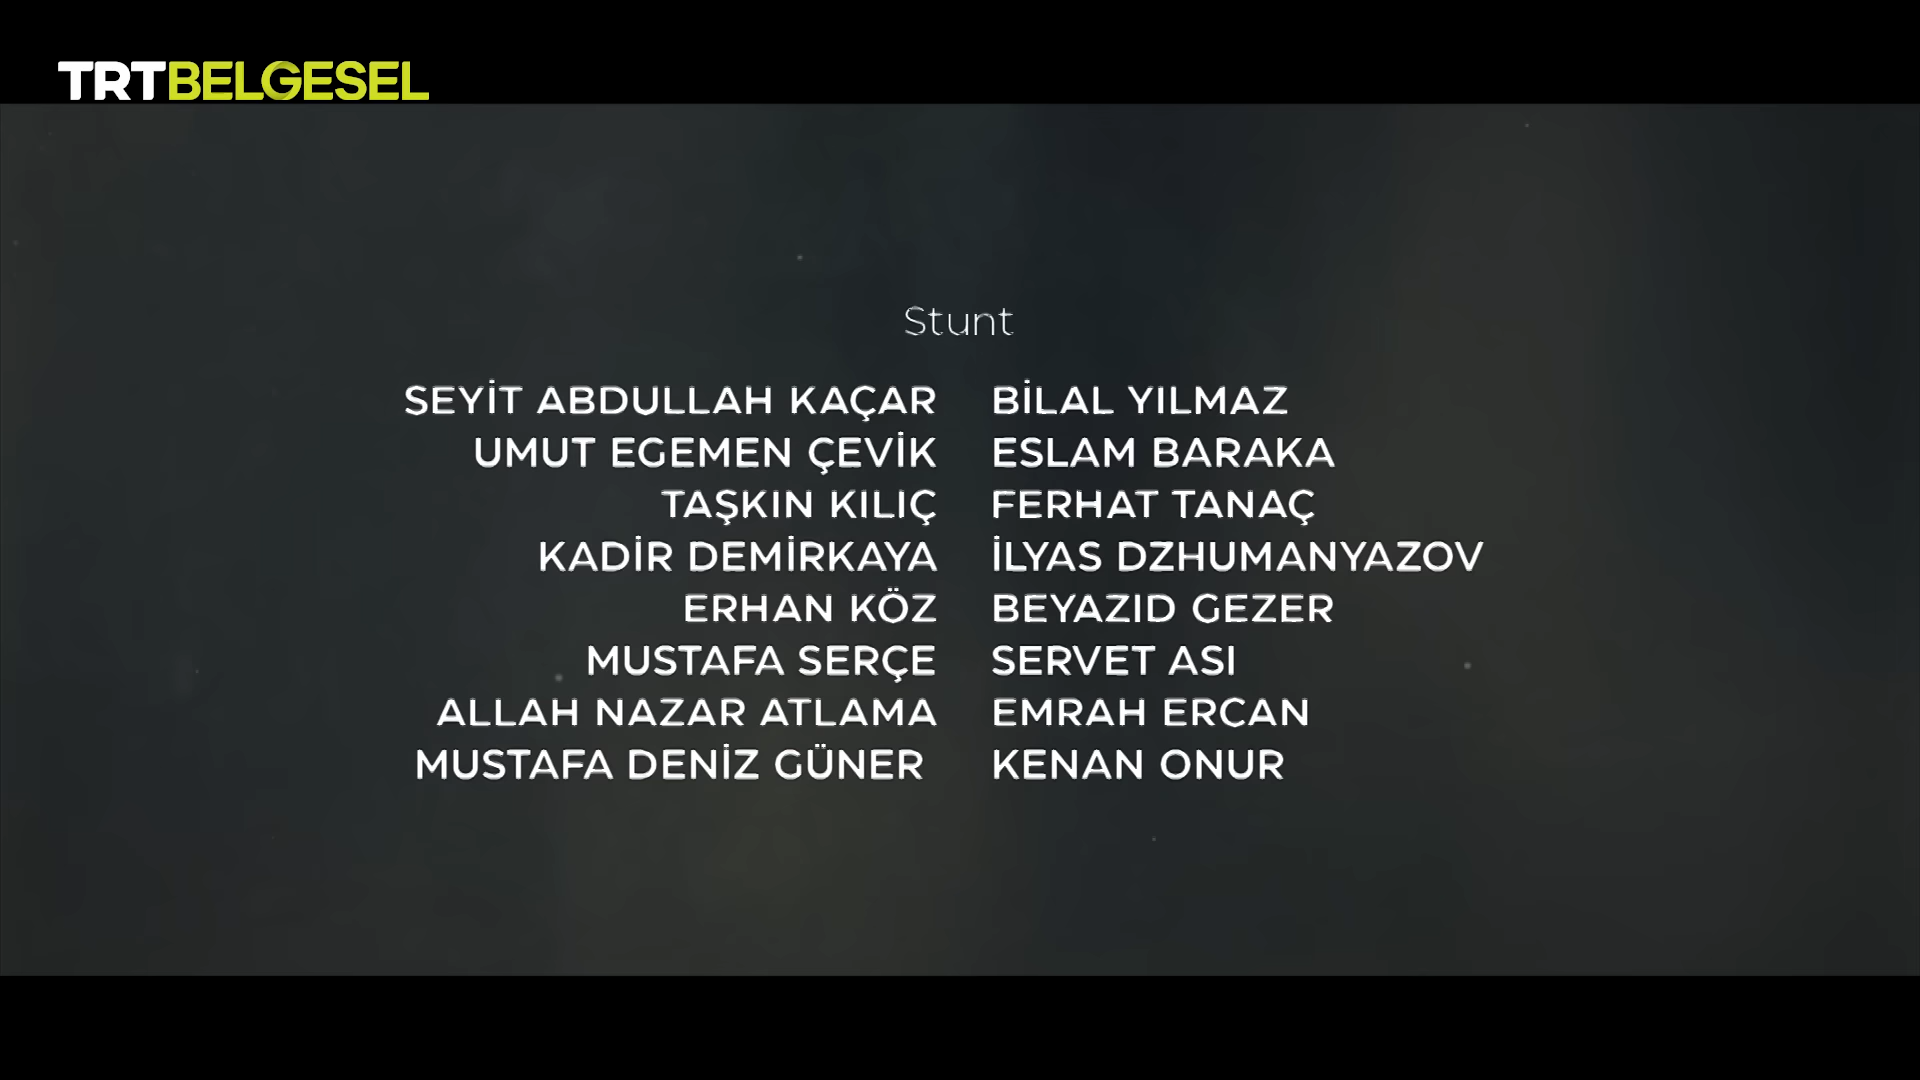 TRTBELGESEL
Stunt
SEYİT ABDULLAH KAÇAR BİLAL YILMAZ
UMUT EGEMEN ÇEVİK ESLAM BARAKA
TAŞKIN KILIÇ FERHAT TANAÇ
KADİR DEMİRKAYA İLYAS DZHUMANYAZOV
ERHAN KÖZ BEYAZID GEZER
MUSTAFA SERÇE SERVET ASI
ALLAH NAZAR ATLAMA EMRAH ERCAN
MUSTAFA DENİZ GÜNER KENAN ONUR